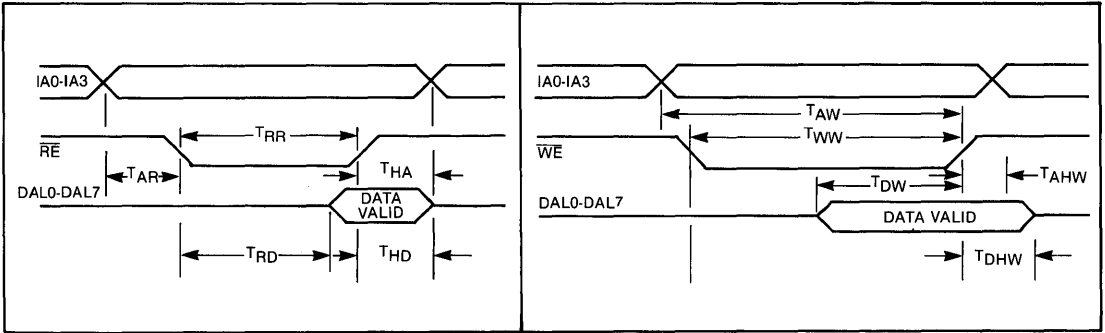 IA0-IA3
TRR
RE
TAR
THA
DAL0-DAL7
DATA
VALID
TRD
THD
IA0-IA3
TAW
TWW
WE
TAHW
TDW
DAL0-DAL7
DATA VALID
TDHW